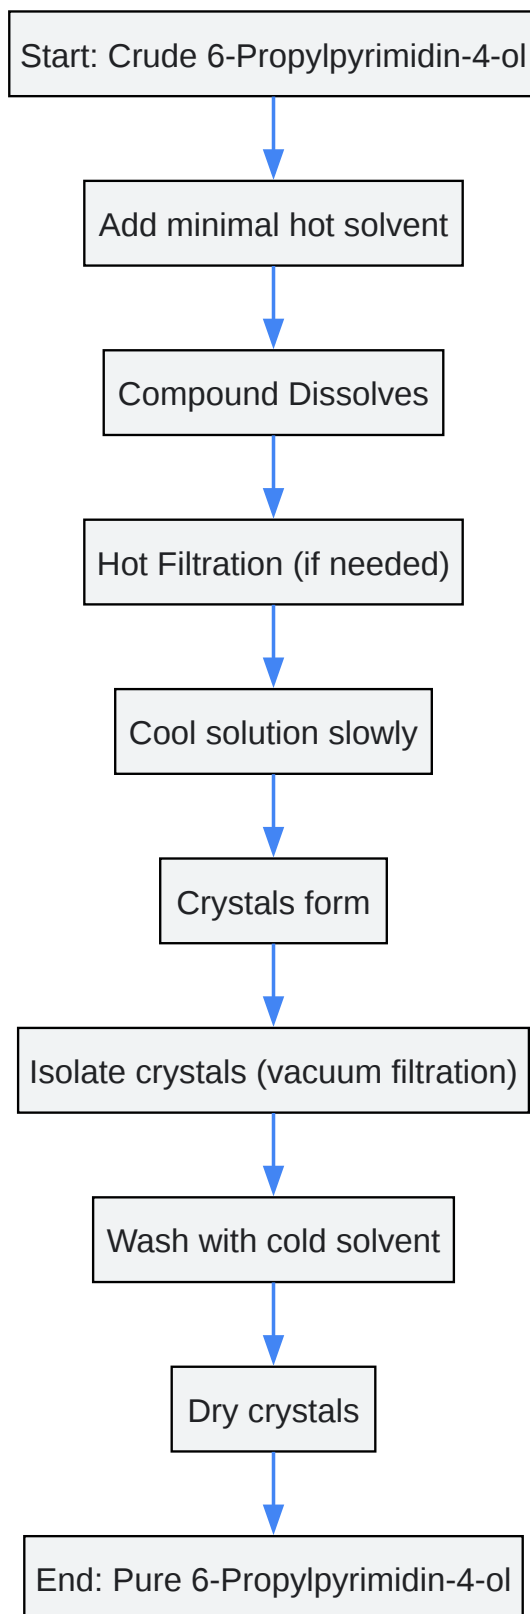 Start: Crude 6-Propylpyrimidin-4-ol
Add minimal hot solvent
Compound Dissolves
Hot Filtration (if needed)
Cool solution slowly
Crystals form
Isolate crystals (vacuum filtration)
Wash with cold solvent
Dry crystals
End: Pure 6-Propylpyrimidin-4-ol